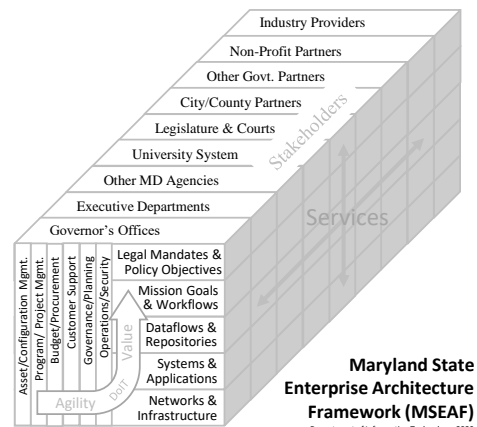 Industry Providers
Non-Profit Partners
Other Govt. Partners
City/County Partners
Legislature & Courts
University System
Other MD Agencies
Executive Departments
Governor's Offices
Stakeholders
Services
Asset/Configuration Mgmt.
Program/ Project Mgmt.
Budget/Procurement
Customer Support
Governance/Planning
Operations/Security
Legal Mandates &
Policy Objectives
Mission Goals
& Workflows
Dataflows &
Repositories
Systems &
Applications
Networks &
Infrastructure
Agility
DoIT
Value
Maryland State
Enterprise Architecture
Framework (MSEAF)